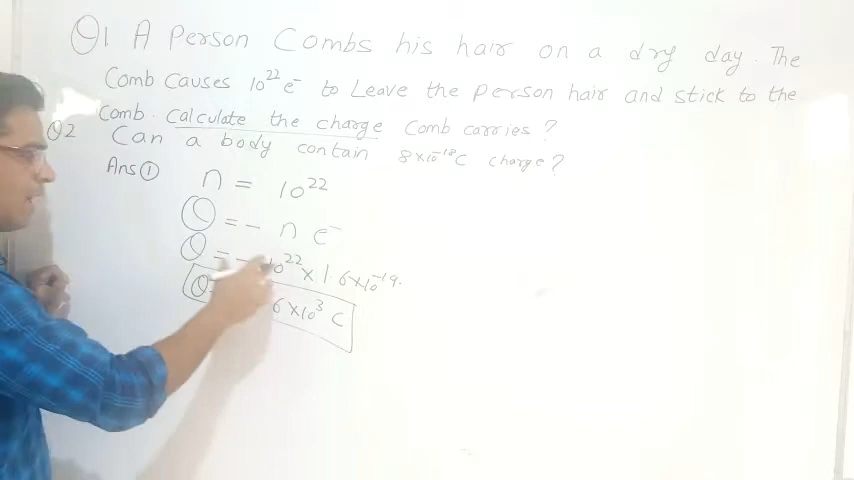 Q1 A Person Combs his hair on a dry day. The
Comb Causes 10²² e⁻ to Leave the Person hair and stick to the
Comb. Calculate the charge Comb carries?
Q2 Can a body contain 8×10⁻¹⁸C charge?
Ans ① n = 10²²
Q = - n e⁻
Q = - 10²² × 1.6×10⁻¹⁹.
Q 6 ×10³ C